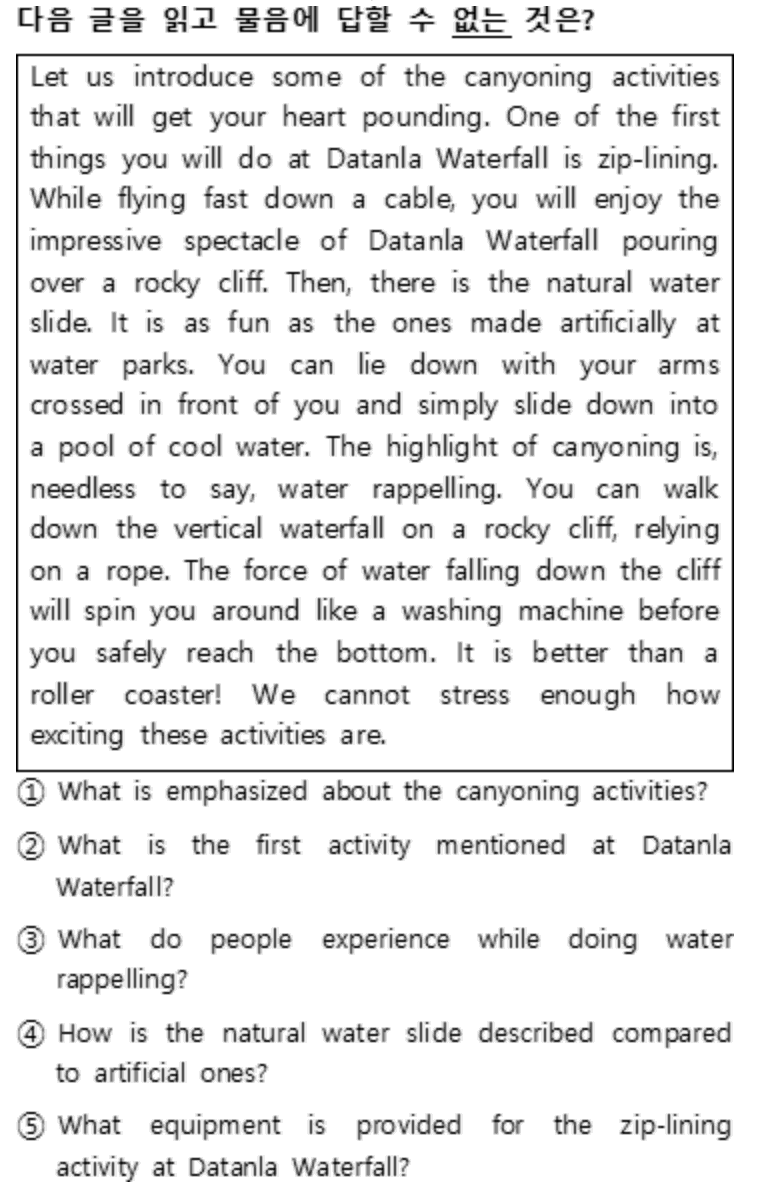 다음 글을 읽고 물음에 답할 수 없는 것은?
Let us introduce some of the canyoning activities
that will get your heart pounding. One of the first
things you will do at Datanla Waterfall is zip-lining.
While flying fast down a cable, you will enjoy the
impressive spectacle of Datanla Waterfall pouring
over a rocky cliff. Then, there is the natural water
slide. It is as fun as the ones made artificially at
water parks. You can lie down with your arms
crossed in front of you and simply slide down into
a pool of cool water. The highlight of canyoning is,
needless to say, water rappelling. You can walk
down the vertical waterfall on a rocky cliff, relying
on a rope. The force of water falling down the cliff
will spin you around like a washing machine before
you safely reach the bottom. It is better than a
roller coaster! We cannot stress enough how
exciting these activities are.
① What is emphasized about the canyoning activities?
② What is the first activity mentioned at Datanla
Waterfall?
③ What do people experience while doing water
rappelling?
④ How is the natural water slide described compared
to artificial ones?
⑤ What equipment is provided for the zip-lining
activity at Datanla Waterfall?